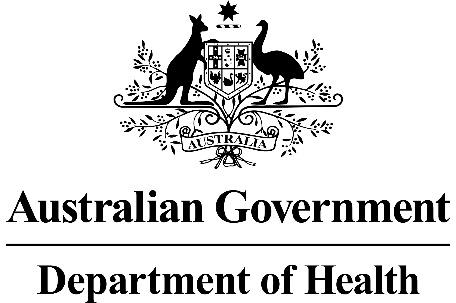 AUSTRALIA
Australian Government
Department of Health